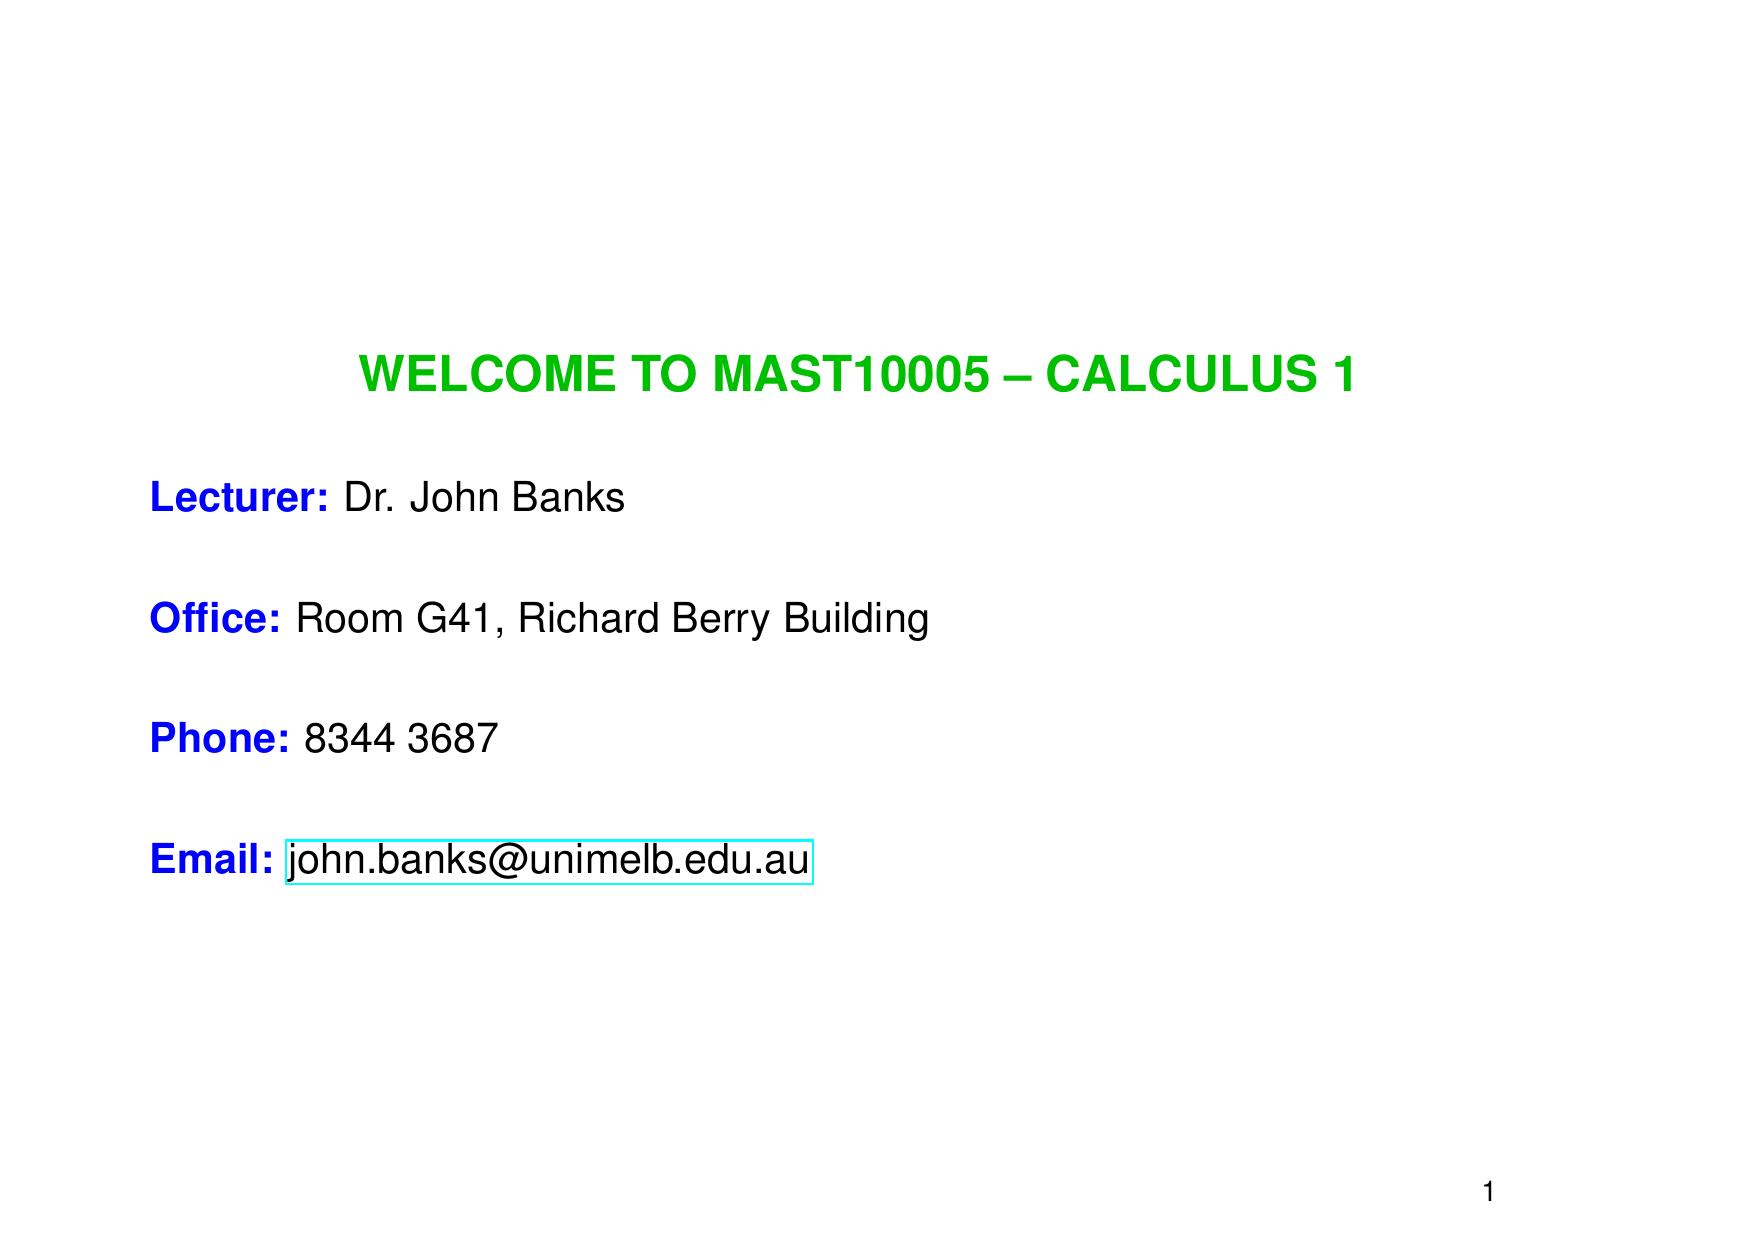 WELCOME TO MAST10005 – CALCULUS 1
Lecturer: Dr. John Banks
Office: Room G41, Richard Berry Building
Phone: 8344 3687
Email: john.banks@unimelb.edu.au
1